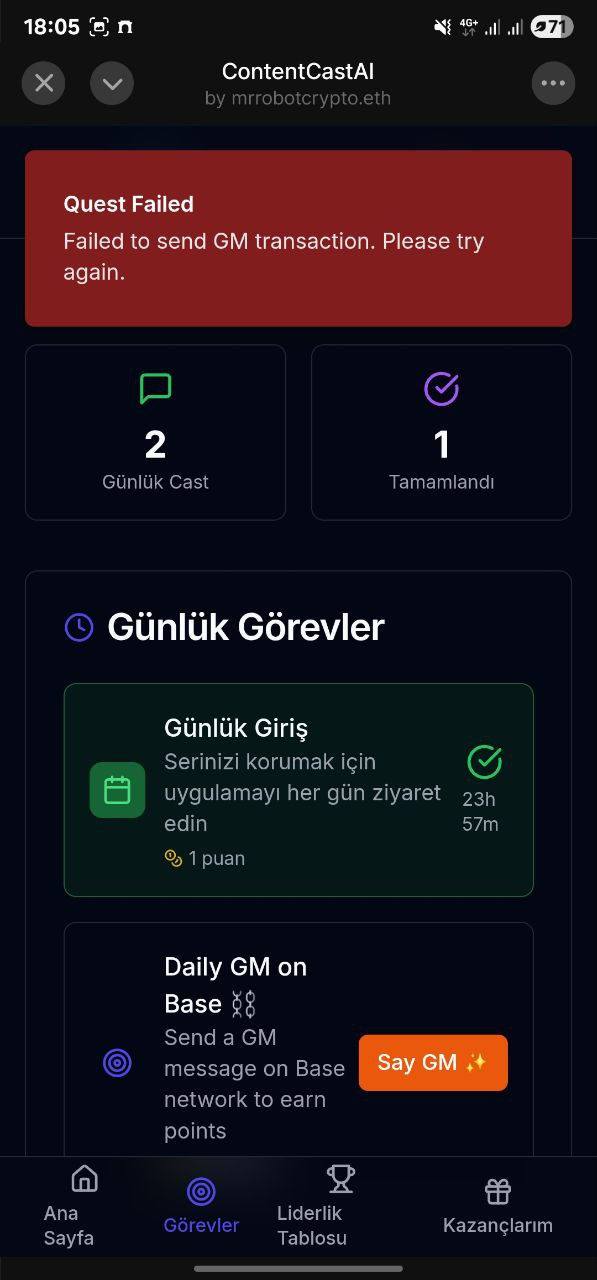 18:05
4G+
71
ContentCastAI
by mrrobotcrypto.eth
Quest Failed
Failed to send GM transaction. Please try
again.
2
Günlük Cast
1
Tamamlandı
Günlük Görevler
Günlük Giriş
Serinizi korumak için
uygulamayı her gün ziyaret
edin
23h
57m
1 puan
Daily GM on
Base ⛓️
Send a GM
message on Base
network to earn
points
Say GM ✨
Ana
Sayfa
Görevler
Liderlik
Tablosu
Kazançlarım